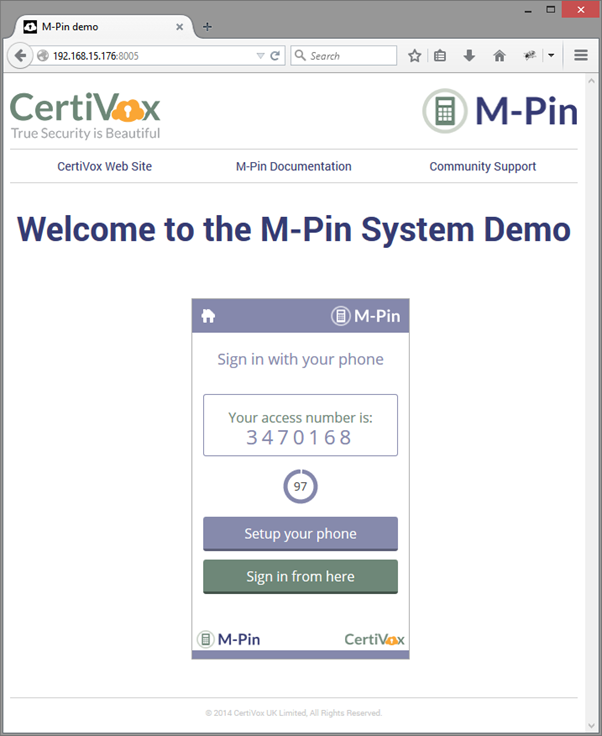 M-Pin demo
192.168.15.176:8005
Search
CertiVox
True Security is Beautiful
M-Pin
CertiVox Web Site
M-Pin Documentation
Community Support
Welcome to the M-Pin System Demo
M-Pin
Sign in with your phone
Your access number is:
3470168
97
Setup your phone
Sign in from here
M-Pin
CertiVox
© 2014 CertiVox UK Limited, All Rights Reserved.